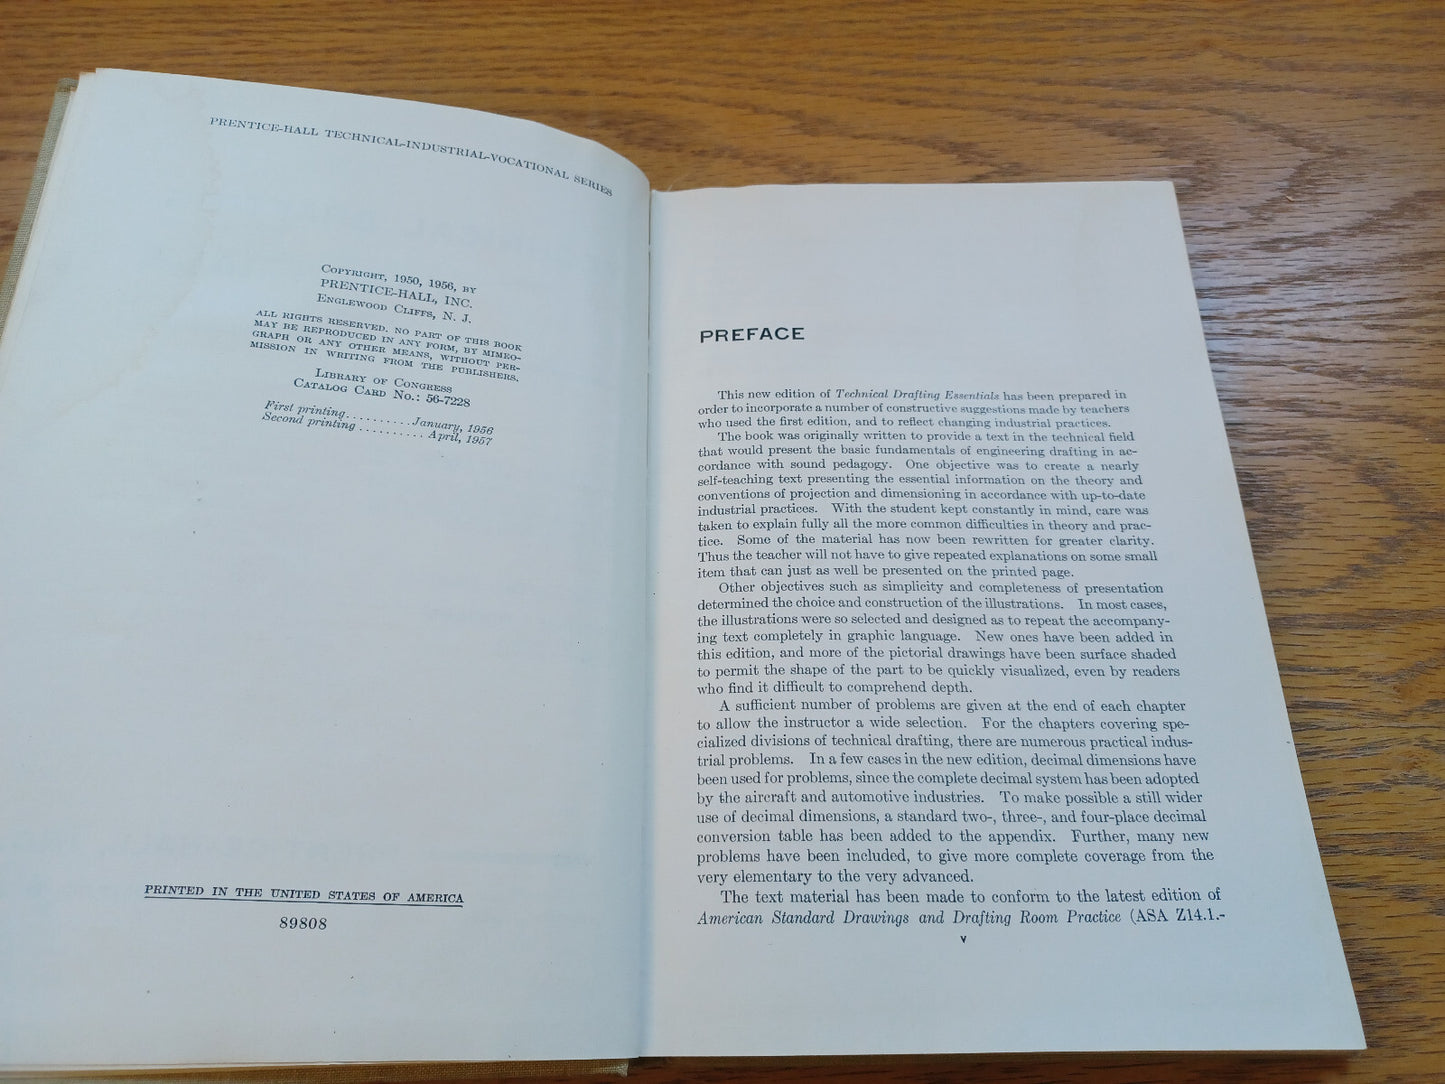 PRENTICE-HALL TECHNICAL-INDUSTRIAL-VOCATIONAL SERIES
COPYRIGHT, 1950, 1956, BY
PRENTICE-HALL, INC.
ENGLEWOOD CLIFFS, N. J.
ALL RIGHTS RESERVED. NO PART OF THIS BOOK
MAY BE REPRODUCED IN ANY FORM, BY MIMEO-
GRAPH OR ANY OTHER MEANS, WITHOUT PER-
MISSION IN WRITING FROM THE PUBLISHERS.
LIBRARY OF CONGRESS
CATALOG CARD NO.: 56-7228
First printing..........January, 1956
Second printing..........April, 1957
PRINTED IN THE UNITED STATES OF AMERICA
89808
PREFACE
This new edition of Technical Drafting Essentials has been prepared in
order to incorporate a number of constructive suggestions made by teachers
who used the first edition, and to reflect changing industrial practices.
The book was originally written to provide a text in the technical field
that would present the basic fundamentals of engineering drafting in ac-
cordance with sound pedagogy. One objective was to create a nearly
self-teaching text presenting the essential information on the theory and
conventions of projection and dimensioning in accordance with up-to-date
industrial practices. With the student kept constantly in mind, care was
taken to explain fully all the more common difficulties in theory and prac-
tice. Some of the material has now been rewritten for greater clarity.
Thus the teacher will not have to give repeated explanations on some small
item that can just as well be presented on the printed page.
Other objectives such as simplicity and completeness of presentation
determined the choice and construction of the illustrations. In most cases,
the illustrations were so selected and designed as to repeat the accompany-
ing text completely in graphic language. New ones have been added in
this edition, and more of the pictorial drawings have been surface shaded
to permit the shape of the part to be quickly visualized, even by readers
who find it difficult to comprehend depth.
A sufficient number of problems are given at the end of each chapter
to allow the instructor a wide selection. For the chapters covering spe-
cialized divisions of technical drafting, there are numerous practical indus-
trial problems. In a few cases in the new edition, decimal dimensions have
been used for problems, since the complete decimal system has been adopted
by the aircraft and automotive industries. To make possible a still wider
use of decimal dimensions, a standard two-, three-, and four-place decimal
conversion table has been added to the appendix. Further, many new
problems have been included, to give more complete coverage from the
very elementary to the very advanced.
The text material has been made to conform to the latest edition of
American Standard Drawings and Drafting Room Practice (ASA Z14.1.-
v